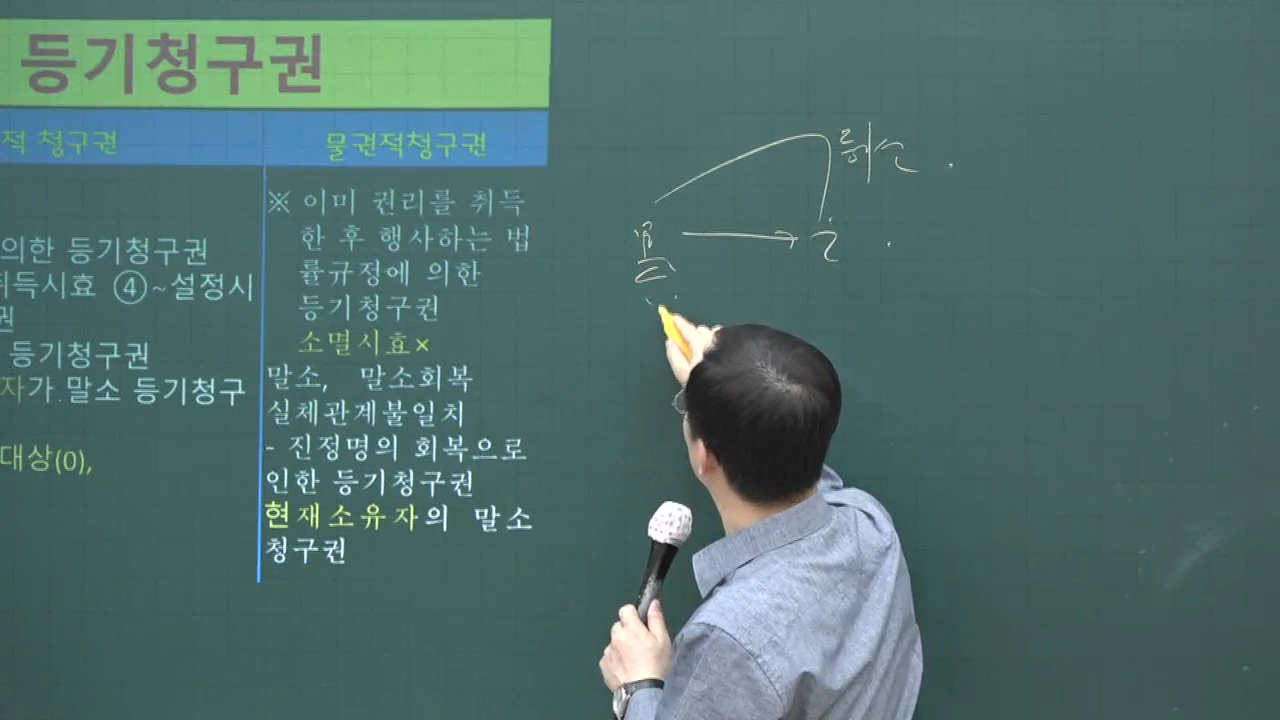 등기청구권
적 청구권
의한 등기청구권
취득시효 ④~설정시
권
등기청구권
자가 말소 등기청구
대상(0),
물권적청구권
※ 이미 권리를 취득
한 후 행사하는 법
률규정에 의한
등기청구권
소멸시효×
말소, 말소회복
실체관계불일치
- 진정명의 회복으로
인한 등기청구권
현재소유자의 말소
청구권